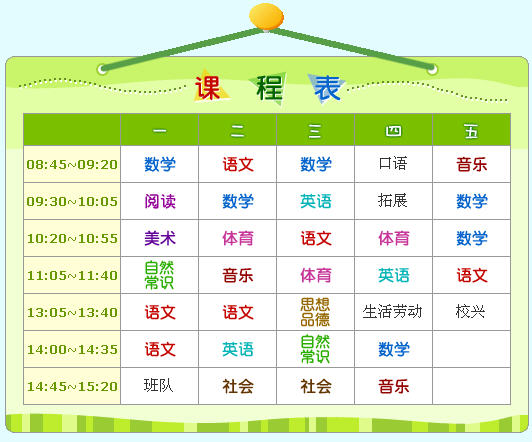 课程表
一 二 三 四 五
08:45~09:20 数学 语文 数学 口语 音乐
09:30~10:05 阅读 数学 英语 拓展 数学
10:20~10:55 美术 体育 语文 体育 数学
11:05~11:40 自然常识 音乐 体育 英语 语文
13:05~13:40 语文 语文 思想品德 生活劳动 校兴
14:00~14:35 语文 英语 自然常识 数学
14:45~15:20 班队 社会 社会 音乐